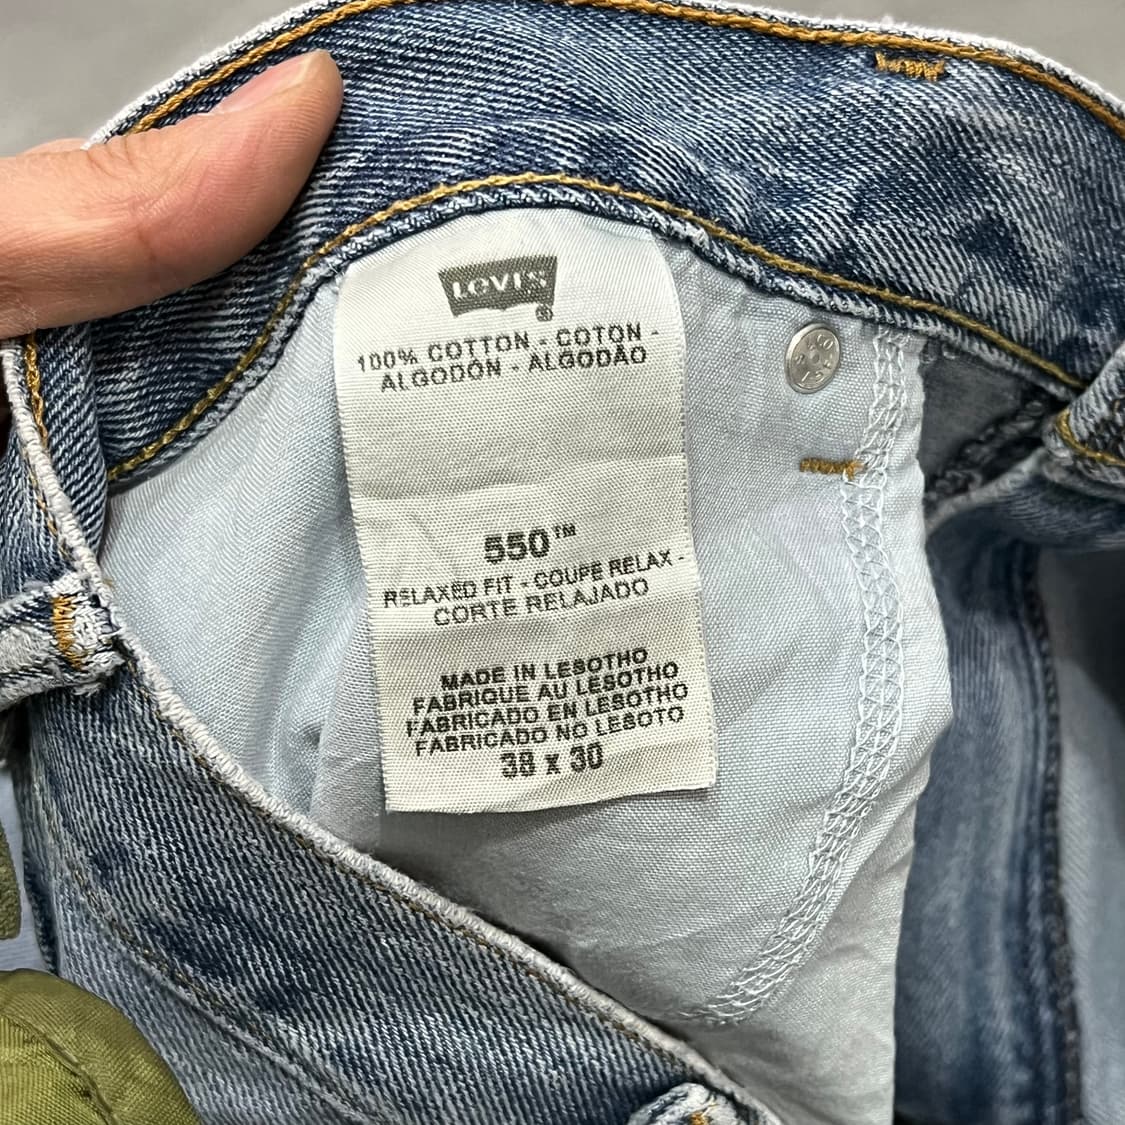 LEVI'S
®
100% COTTON - COTON -
ALGODÓN - ALGODÃO
550™
RELAXED FIT - COUPE RELAX -
CORTE RELAJADO
MADE IN LESOTHO
FABRIQUE AU LESOTHO
FABRICADO EN LESOTHO
FABRICADO NO LESOTO
38 x 30